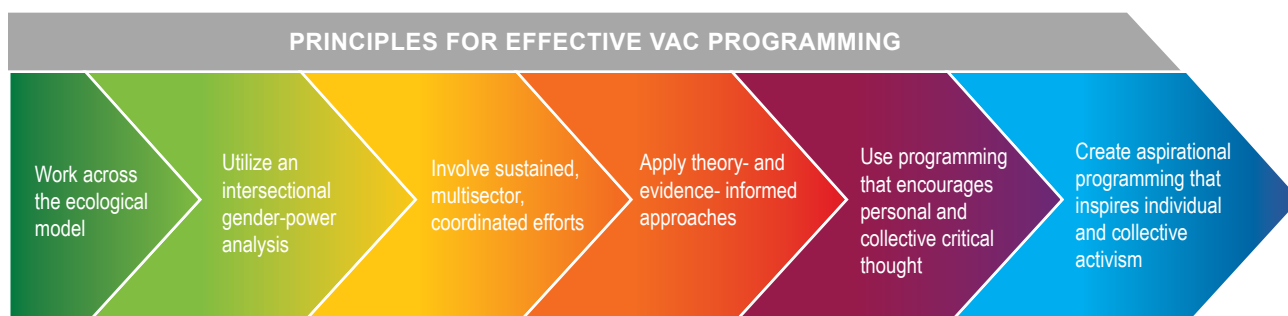 PRINCIPLES FOR EFFECTIVE VAC PROGRAMMING
Work across
the ecological
model
Utilize an
intersectional
gender-power
analysis
Involve sustained,
multisector,
coordinated efforts
Apply theory- and
evidence- informed
approaches
Use programming
that encourages
personal and
collective critical
thought
Create aspirational
programming that
inspires individual
and collective
activism